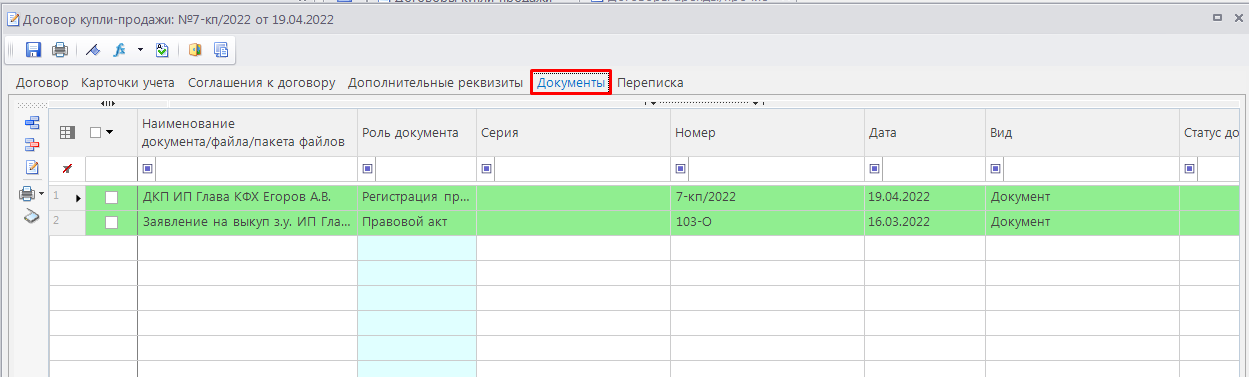 Договор купли-продажи: №7-кп/2022 от 19.04.2022
Договор Карточки учета Соглашения к договору Дополнительные реквизиты Документы Переписка
Наименование документа/файла/пакета файлов Роль документа Серия Номер Дата Вид Статус до
1 ДКП ИП Глава КФХ Егоров А.В. Регистрация пр... 7-кп/2022 19.04.2022 Документ
2 Заявление на выкуп з.у. ИП Гла... Правовой акт 103-О 16.03.2022 Документ